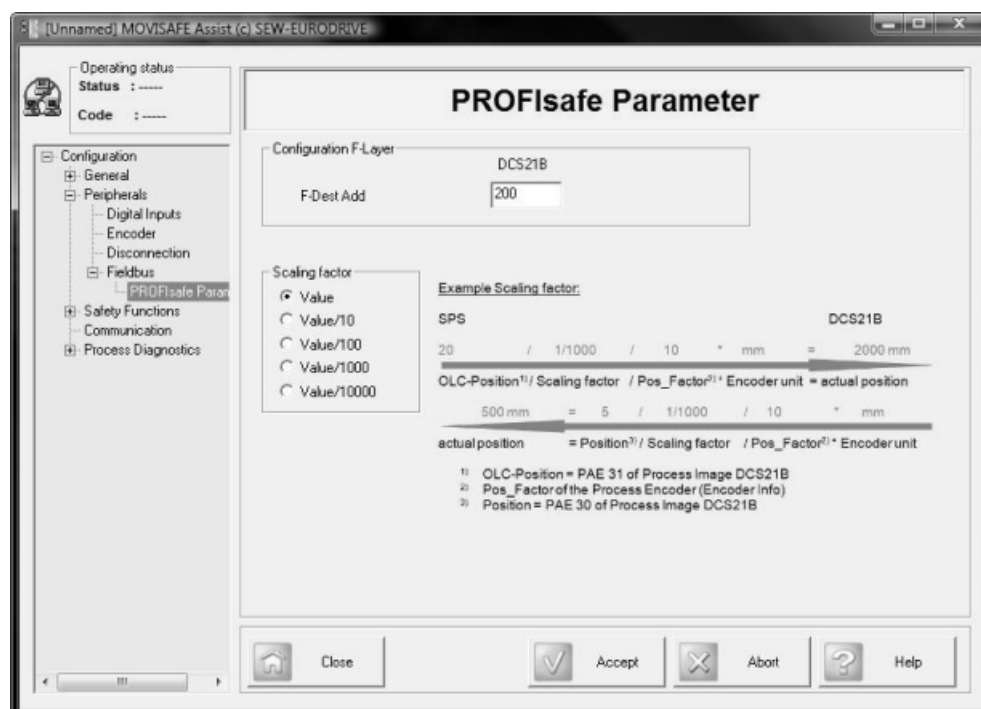 [Unnamed] MOVISAFE Assist (c) SEW-EURODRIVE
Operating status
Status : -----
Code : -----
Configuration
General
Peripherals
Digital Inputs
Encoder
Disconnection
Fieldbus
PROFIsafe Param
Safety Functions
Communication
Process Diagnostics
PROFIsafe Parameter
Configuration F-Layer
DCS21B
F-Dest Add 200
Scaling factor
Value
Value/10
Value/100
Value/1000
Value/10000
Example Scaling factor:
SPS DCS21B
20 / 1/1000 / 10 * mm = 2000 mm
OLC-Position1) / Scaling factor / Pos_Factor2) * Encoder unit = actual position
500 mm = 5 / 1/1000 / 10 * mm
actual position = Position3) / Scaling factor / Pos_Factor2) * Encoder unit
1) OLC-Position = PAE 31 of Process Image DCS21B
2) Pos_Factor of the Process Encoder (Encoder Info)
3) Position = PAE 30 of Process Image DCS21B
Close Accept Abort Help